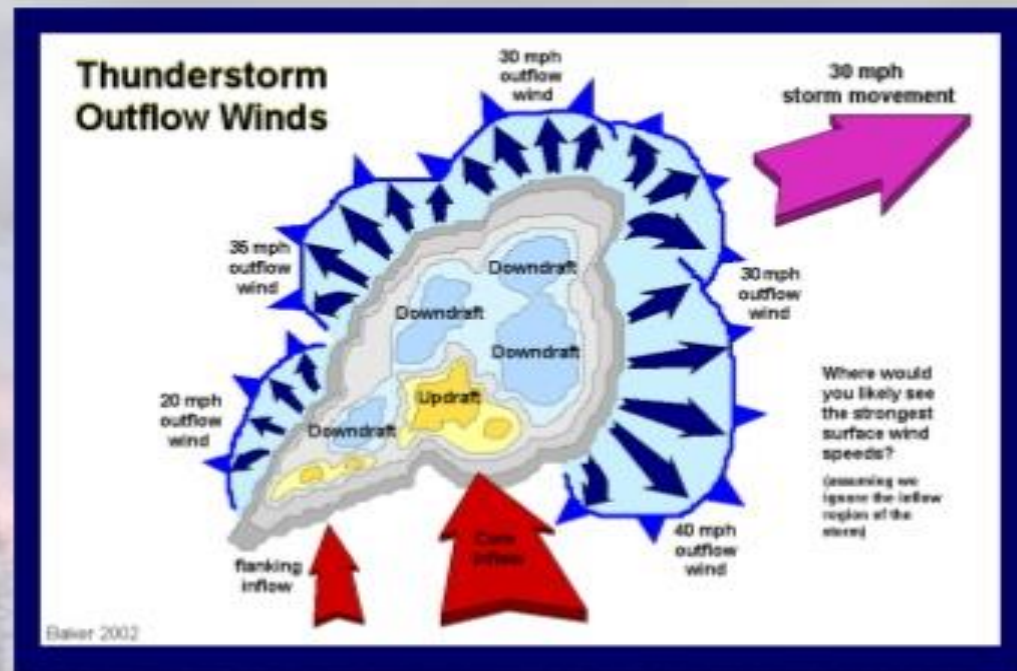 Thunderstorm
Outflow Winds
30 mph
outflow
wind
30 mph
storm movement
35 mph
outflow
wind
Downdraft
Downdraft
Downdraft
30 mph
outflow
wind
Updraft
20 mph
outflow
wind
Downdraft
Where would
you likely see
the strongest
surface wind
speeds?
(assuming we
ignore the inflow
region of the
storm)
Core
inflow
40 mph
outflow
wind
flanking
inflow
Baker 2002